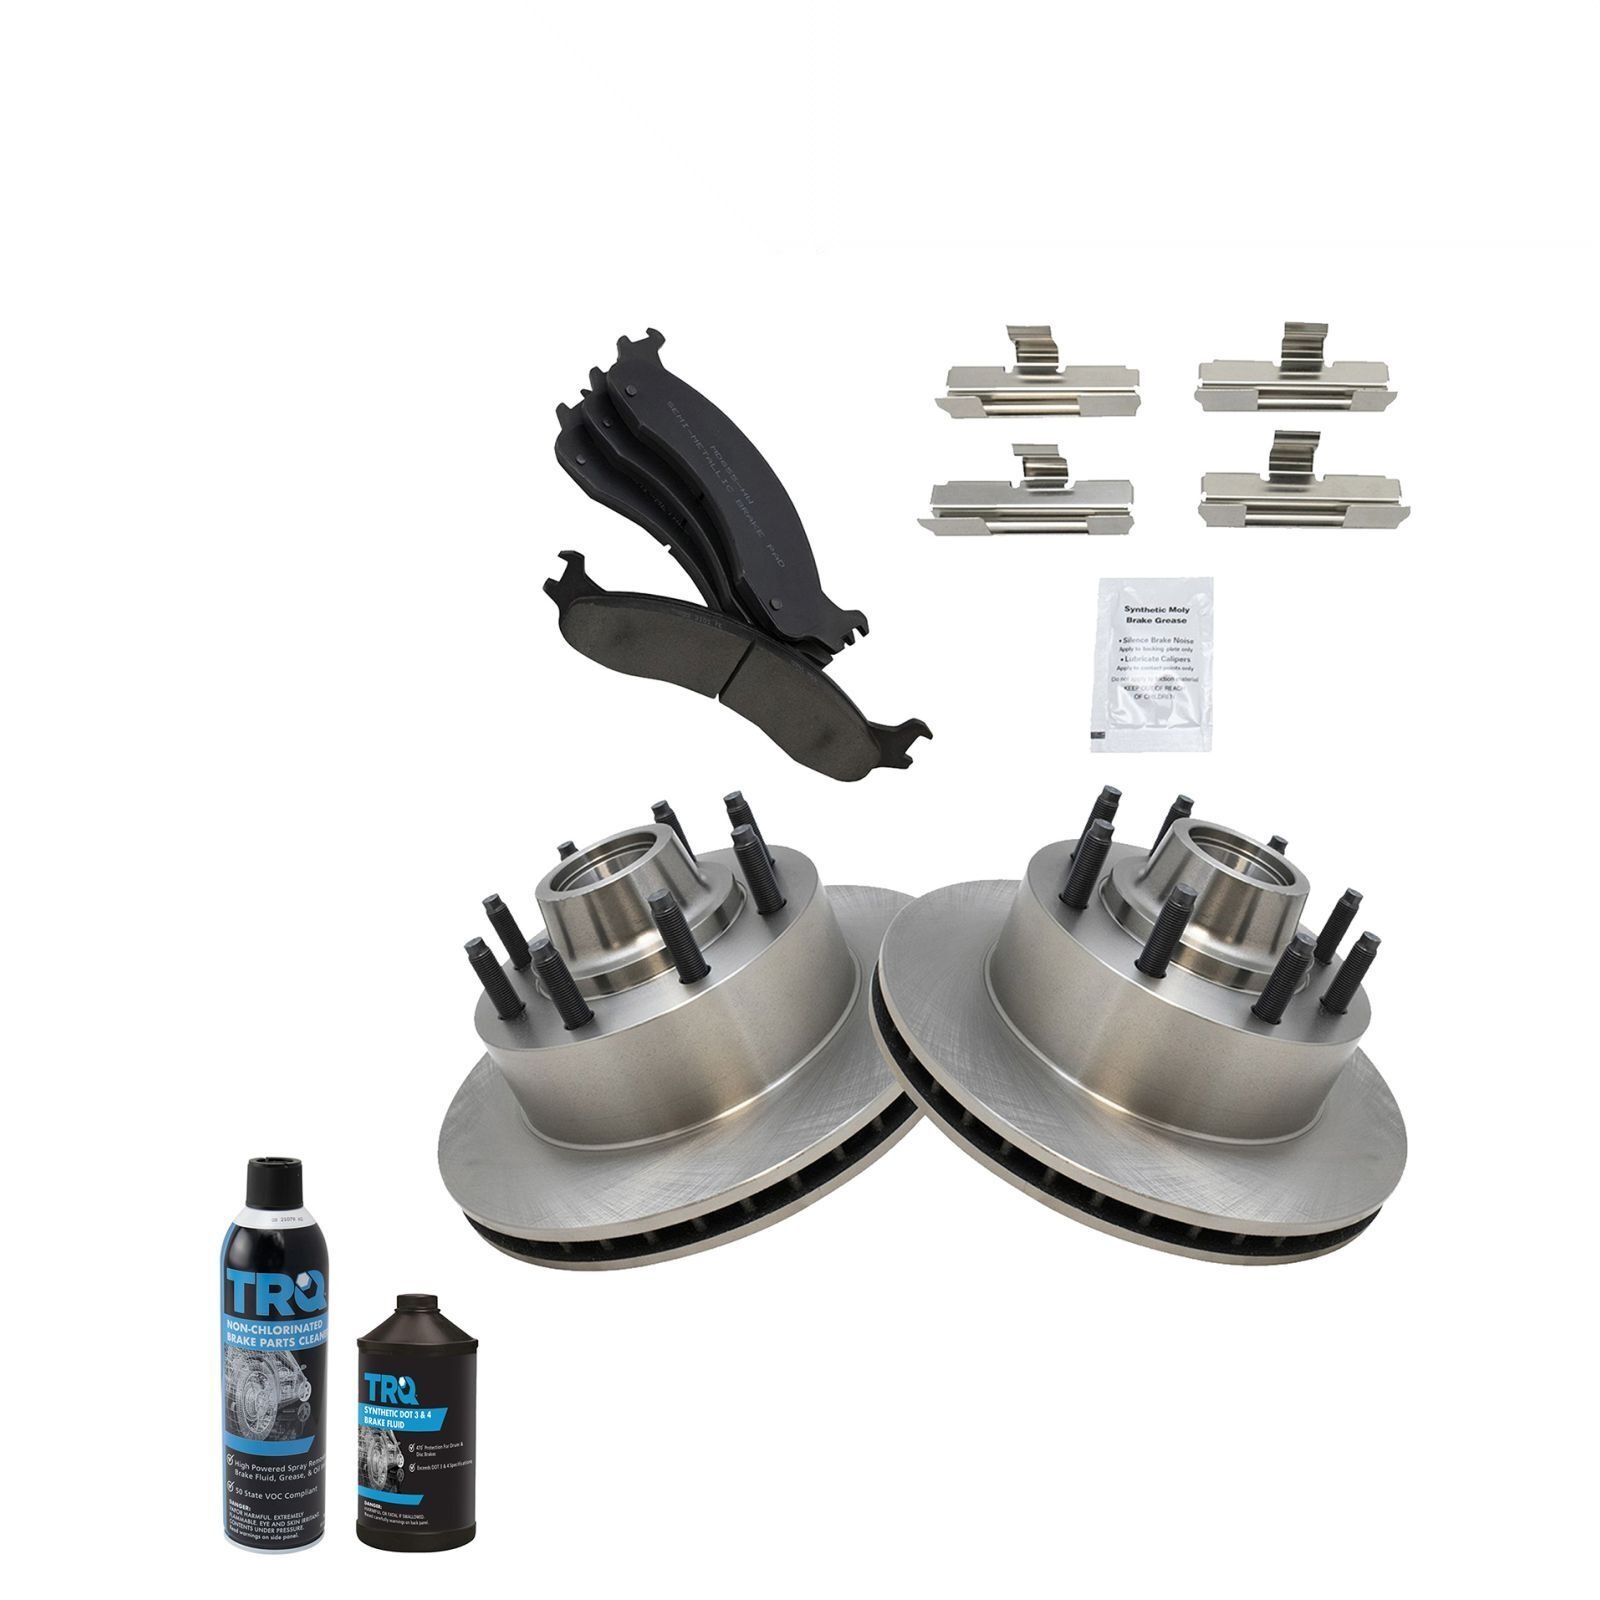 SEMI-METALLIC BRAKE PAD
MD655-HN
Synthetic Moly
Brake Grease
• Silence Brake Noise
Apply to backing plate only
• Lubricate Calipers
Apply to contact points only
Do not apply to friction material
KEEP OUT OF REACH
OF CHILDREN
TRQ
NON-CHLORINATED
BRAKE PARTS CLEANE
High Powered Spray Remov
Brake Fluid, Grease, & Oil
50 State VOC Compliant
DANGER:
VAPOR HARMFUL. EXTREMELY
FLAMMABLE. EYE AND SKIN IRRITANT.
CONTENTS UNDER PRESSURE.
Read warnings on side panel.
TRQ
SYNTHETIC DOT 3 & 4
BRAKE FLUID
Protection For Drum &
Disc Brakes
Exceeds DOT 3 & 4 Specifications
DANGER:
HARMFUL OR FATAL IF SWALLOWED.
Read carefully warnings on back panel.